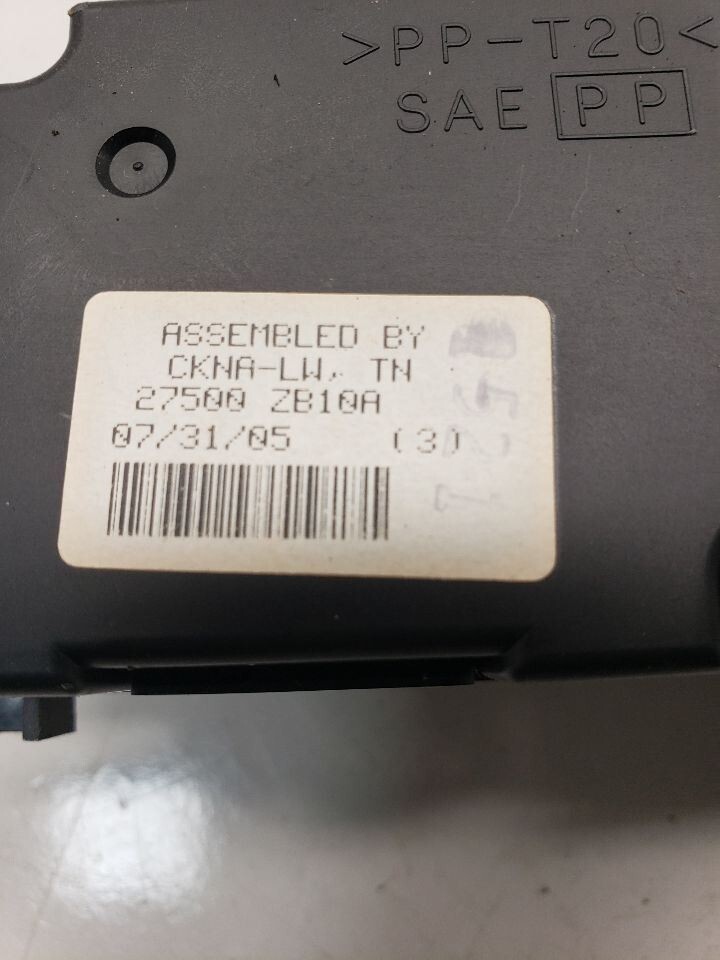 >PP-T20<
SAE PP
ASSEMBLED BY
CKNA-LW, TN
27500 ZB10A
07/31/05 (3)